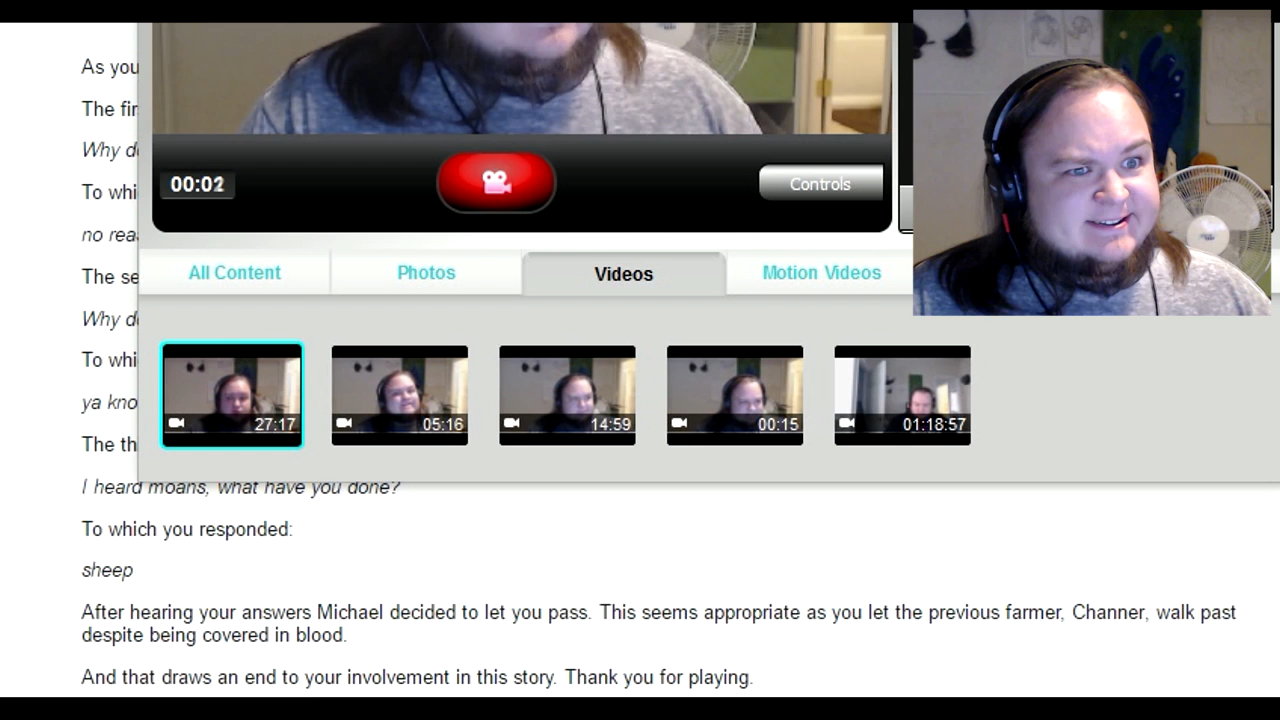 As you
The fir
Why d
00:02
Controls
To whi
no rea
All Content
Photos
Videos
Motion Videos
The se
Why d
To whi
27:17
05:16
14:59
00:15
01:18:57
ya kno
The th
I heard moans, what have you done?
To which you responded:
sheep
After hearing your answers Michael decided to let you pass. This seems appropriate as you let the previous farmer, Channer, walk past
despite being covered in blood.
And that draws an end to your involvement in this story. Thank you for playing.